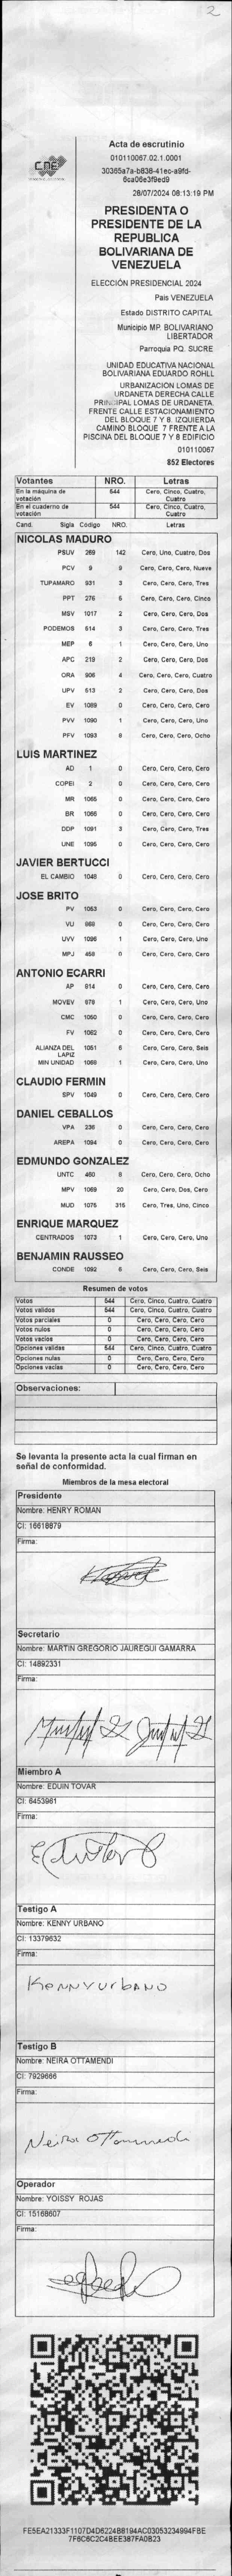 2
CNE
Acta de escrutinio
010110067.02.1.0001
30365a7a-b838-41ec-a9fd-
6ca06e3f9ed9
28/07/2024 08:13:19 PM
PRESIDENTA O
PRESIDENTE DE LA
REPUBLICA
BOLIVARIANA DE
VENEZUELA
ELECCIÓN PRESIDENCIAL 2024
Pais VENEZUELA
Estado DISTRITO CAPITAL
Municipio MP. BOLIVARIANO
LIBERTADOR
Parroquia PQ. SUCRE
UNIDAD EDUCATIVA NACIONAL
BOLIVARIANA EDUARDO ROHLL
URBANIZACION LOMAS DE
URDANETA DERECHA CALLE
PRINCIPAL LOMAS DE URDANETA.
FRENTE CALLE ESTACIONAMIENTO
DEL BLOQUE 7 Y 8. IZQUIERDA
CAMINO BLOQUE 7 FRENTE A LA
PISCINA DEL BLOQUE 7 Y 8 EDIFICIO
010110067
852 Electores
Votantes NRO. Letras
En la máquina de votación 544 Cero, Cinco, Cuatro, Cuatro
En el cuaderno de votación 544 Cero, Cinco, Cuatro, Cuatro
Cand. Sigla Código NRO. Letras
NICOLAS MADURO
PSUV 269 142 Cero, Uno, Cuatro, Dos
PCV 9 9 Cero, Cero, Cero, Nueve
TUPAMARO 931 3 Cero, Cero, Cero, Tres
PPT 276 5 Cero, Cero, Cero, Cinco
MSV 1017 2 Cero, Cero, Cero, Dos
PODEMOS 514 3 Cero, Cero, Cero, Tres
MEP 6 1 Cero, Cero, Cero, Uno
APC 219 2 Cero, Cero, Cero, Dos
ORA 906 4 Cero, Cero, Cero, Cuatro
UPV 513 2 Cero, Cero, Cero, Dos
EV 1089 0 Cero, Cero, Cero, Cero
PVV 1090 1 Cero, Cero, Cero, Uno
PFV 1093 8 Cero, Cero, Cero, Ocho
LUIS MARTINEZ
AD 1 0 Cero, Cero, Cero, Cero
COPEI 2 0 Cero, Cero, Cero, Cero
MR 1065 0 Cero, Cero, Cero, Cero
BR 1066 0 Cero, Cero, Cero, Cero
DDP 1091 3 Cero, Cero, Cero, Tres
UNE 1095 0 Cero, Cero, Cero, Cero
JAVIER BERTUCCI
EL CAMBIO 1048 0 Cero, Cero, Cero, Cero
JOSE BRITO
PV 1053 0 Cero, Cero, Cero, Cero
VU 869 0 Cero, Cero, Cero, Cero
UVV 1096 1 Cero, Cero, Cero, Uno
MPJ 458 0 Cero, Cero, Cero, Cero
ANTONIO ECARRI
AP 814 0 Cero, Cero, Cero, Cero
MOVEV 978 1 Cero, Cero, Cero, Uno
CMC 1050 0 Cero, Cero, Cero, Cero
FV 1062 0 Cero, Cero, Cero, Cero
ALIANZA DEL LAPIZ 1051 6 Cero, Cero, Cero, Seis
MIN UNIDAD 1068 1 Cero, Cero, Cero, Uno
CLAUDIO FERMIN
SPV 1049 0 Cero, Cero, Cero, Cero
DANIEL CEBALLOS
VPA 236 0 Cero, Cero, Cero, Cero
AREPA 1094 0 Cero, Cero, Cero, Cero
EDMUNDO GONZALEZ
UNTC 460 8 Cero, Cero, Cero, Ocho
MPV 1069 20 Cero, Cero, Dos, Cero
MUD 1075 315 Cero, Tres, Uno, Cinco
ENRIQUE MARQUEZ
CENTRADOS 1073 1 Cero, Cero, Cero, Uno
BENJAMIN RAUSSEO
CONDE 1092 6 Cero, Cero, Cero, Seis
Resumen de votos
Votos 544 Cero, Cinco, Cuatro, Cuatro
Votos validos 544 Cero, Cinco, Cuatro, Cuatro
Votos parciales 0 Cero, Cero, Cero, Cero
Votos nulos 0 Cero, Cero, Cero, Cero
Votos vacios 0 Cero, Cero, Cero, Cero
Opciones validas 544 Cero, Cinco, Cuatro, Cuatro
Opciones nulas 0 Cero, Cero, Cero, Cero
Opciones vacias 0 Cero, Cero, Cero, Cero
Observaciones:
Se levanta la presente acta la cual firman en
señal de conformidad.
Miembros de la mesa electoral
Presidente
Nombre: HENRY ROMAN
CI: 16618879
Firma:
Secretario
Nombre: MARTIN GREGORIO JAUREGUI GAMARRA
CI: 14892331
Firma:
Miembro A
Nombre: EDUIN TOVAR
CI: 6453961
Firma:
Testigo A
Nombre: KENNY URBANO
CI: 13379632
Firma:
KENNY URBANO
Testigo B
Nombre: NEIRA OTTAMENDI
CI: 7929666
Firma:
Neira Ottamendi
Operador
Nombre: YOISSY ROJAS
CI: 15168607
Firma:
FE5EA21333F1107D4D6224B8194AC03053234994FBE
7F6C6C2C4BEE387FA0B23